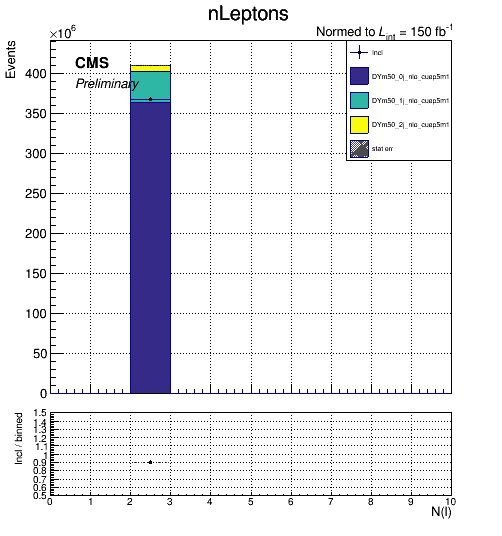 nLeptons
×10^6
Normed to L_int = 150 fb^-1
Events
CMS
Preliminary
Incl
DYm50_0j_nlo_cuep5m1
DYm50_1j_nlo_cuep5m1
DYm50_2j_nlo_cuep5m1
stat err
400
350
300
250
200
150
100
50
0
Incl / binned
1.5
1.4
1.3
1.2
1.1
1
0.9
0.8
0.7
0.6
0.5
0 1 2 3 4 5 6 7 8 9 10
N(l)